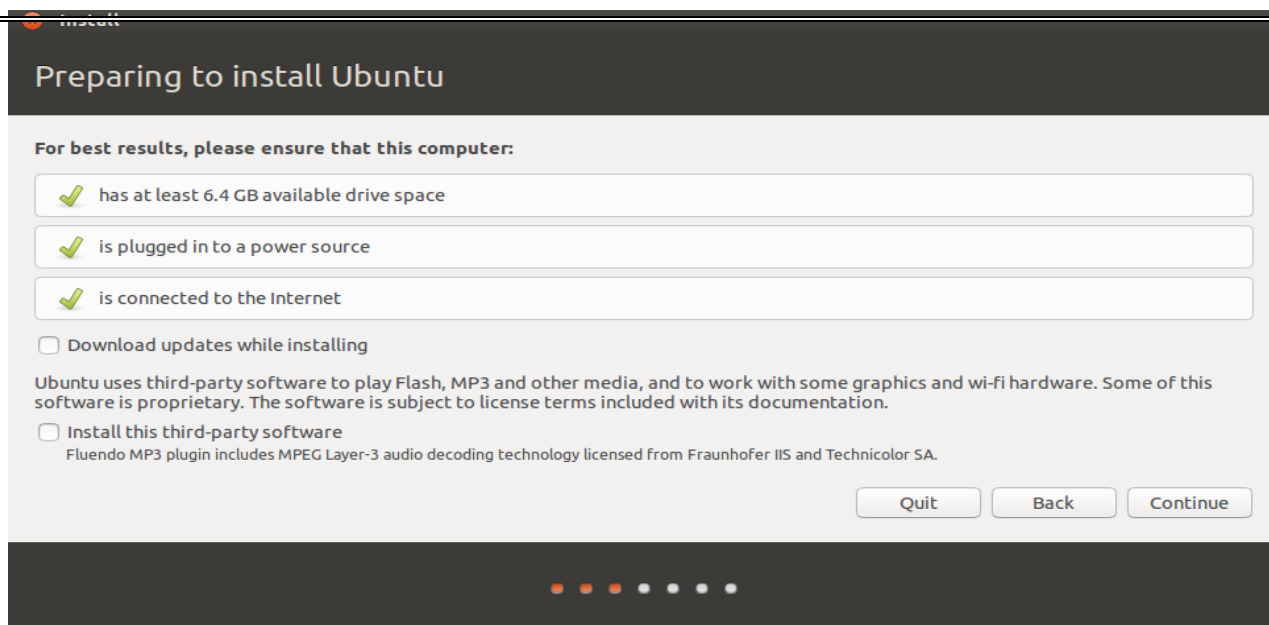 Install
Preparing to install Ubuntu
For best results, please ensure that this computer:
has at least 6.4 GB available drive space
is plugged in to a power source
is connected to the Internet
Download updates while installing
Ubuntu uses third-party software to play Flash, MP3 and other media, and to work with some graphics and wi-fi hardware. Some of this
software is proprietary. The software is subject to license terms included with its documentation.
Install this third-party software
Fluendo MP3 plugin includes MPEG Layer-3 audio decoding technology licensed from Fraunhofer IIS and Technicolor SA.
Quit Back Continue